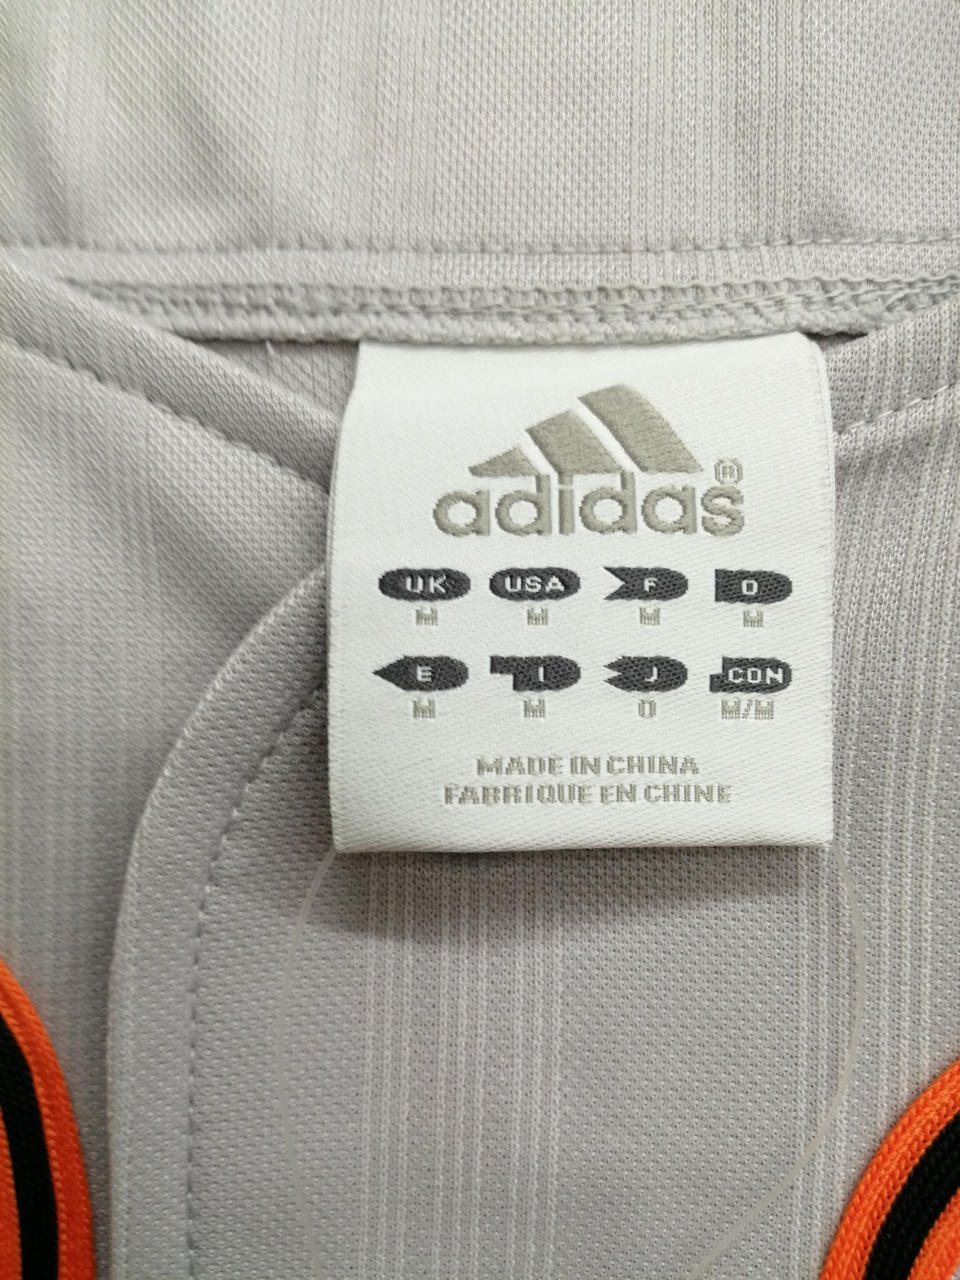 adidas®
UK USA F D
M M M M
E I J CON
M M O M/M
MADE IN CHINA
FABRIQUE EN CHINE